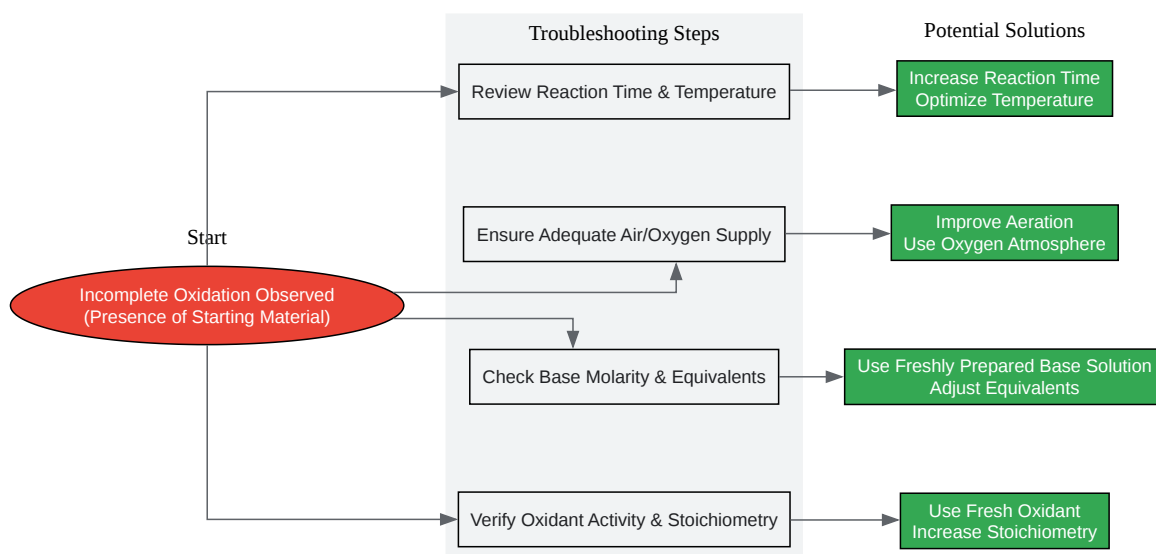 Troubleshooting Steps
Potential Solutions
Review Reaction Time & Temperature
Increase Reaction Time
Optimize Temperature
Start
Ensure Adequate Air/Oxygen Supply
Improve Aeration
Use Oxygen Atmosphere
Incomplete Oxidation Observed
(Presence of Starting Material)
Check Base Molarity & Equivalents
Use Freshly Prepared Base Solution
Adjust Equivalents
Verify Oxidant Activity & Stoichiometry
Use Fresh Oxidant
Increase Stoichiometry